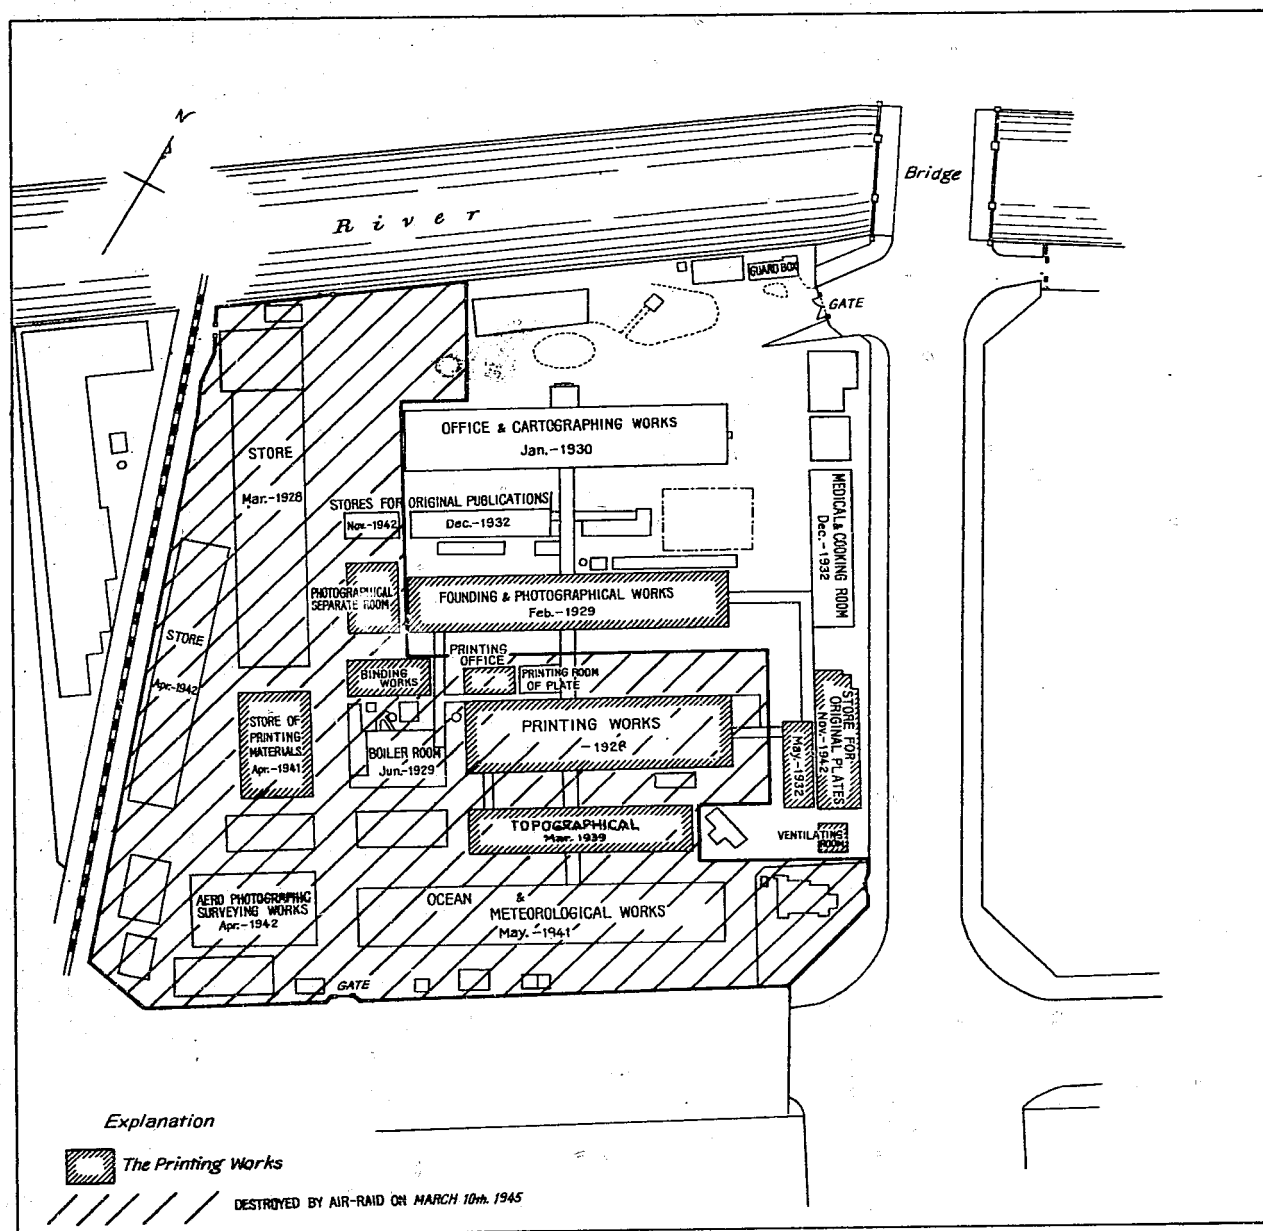 N
River
Bridge
GUARD BOX
GATE
OFFICE & CARTOGRAPHING WORKS
Jan.-1930
STORE
Mar.-1928
STORES FOR ORIGINAL PUBLICATIONS
Nov.-1942
Dec.-1932
MEDICAL & COOKING ROOM
Dec.-1932
PHOTOGRAPHICAL
SEPARATE ROOM
FOUNDING & PHOTOGRAPHICAL WORKS
Feb.-1929
STORE
Apr.-1942
PRINTING
OFFICE
BINDING
WORKS
PRINTING ROOM
OF PLATE
STORE OF
PRINTING
MATERIALS
Apr.-1941
BOILER ROOM
Jun.-1929
PRINTING WORKS
-1928
May.-1932
STORE FOR
ORIGINAL PLATES
Nov.-1942
TOPOGRAPHICAL
Mar. 1939
VENTILATING
ROOM
AERO PHOTOGRAPHIC
SURVEYING WORKS
Apr.-1942
OCEAN &
METEOROLOGICAL WORKS
May.-1941
GATE
Explanation
The Printing Works
DESTROYED BY AIR-RAID ON MARCH 10th. 1945